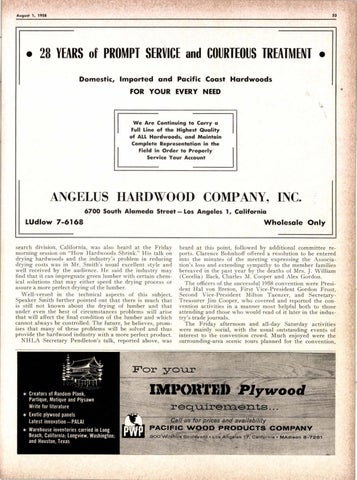 August 1, 1958
55
• 28 YEARS of PROMPT SERVICE and COURTEOUS TREATMENT •
Domestic, Imported and Pacific Coast Hardwoods
FOR YOUR EVERY NEED
We Are Continuing to Carry a
Full Line of the Highest Quality
of ALL Hardwoods, and Maintain
Complete Representation in the
Field in Order to Properly
Service Your Account
ANGELUS HARDWOOD COMPANY, INC.
6700 South Alameda Street — Los Angeles 1, California
LUdlow 7-6168
Wholesale Only
search division, California, was also heard at the Friday
morning session on "How Hardwoods Shrink." His talk on
drying hardwoods and the industry's problem in reducing
drying costs was in Mr. Smith's usual excellent style and
well received by the audience. He said the industry may
find that it can impregnate green lumber with certain chem-
ical solutions that may either speed the drying process or
assure a more perfect drying of the lumber.
Well-versed in the technical aspects of this subject,
Speaker Smith further pointed out that there is much that
is still not known about the drying of lumber and that
under even the best of circumstances problems will arise
that will affect the final condition of the lumber and which
cannot always be controlled. The future, he believes, prom-
ises that many of these problems will be solved and that
provide the hardwood industry with a more perfect product.
NHLA Secretary Pendleton's talk, reported above, was
heard at this point, followed by additional committee re-
ports. Clarence Bohnhoff offered a resolution to be entered
into the minutes of the meeting expressing the Associa-
tion's loss and extending sympathy to the member families
bereaved in the past year by the deaths of Mrs. J. William
(Cecelia) Back, Charles M. Cooper and Alex Gordon.
The officers of the successful 1958 convention were Presi-
dent Hal von Breton, First Vice-President Gordon Frost,
Second Vice-President Milton Taenzer, and Secretary-
Treasurer Jim Cooper, who covered and reported the con-
vention activities in a manner most helpful both to those
attending and those who would read of it later in the indus-
try's trade journals.
The Friday afternoon and all-day Saturday activities
were mainly social, with the usual outstanding events of
interest to the convention crowd. Much enjoyed were the
surrounding-area scenic tours planned for the convention,
• Creators of Random Plank,
Partique, Motique and Plysawn
Write for literature
• Exotic plywood panels
Latest innovation—PALAI
• Warehouse inventories carried in Long
Beach, California; Longview, Washington;
and Houston, Texas
For your
IMPORTED Plywood
requirements...
Call us for prices and availability
PWP
PACIFIC WOOD PRODUCTS COMPANY
Los Angeles
California
MAdison 8-7261